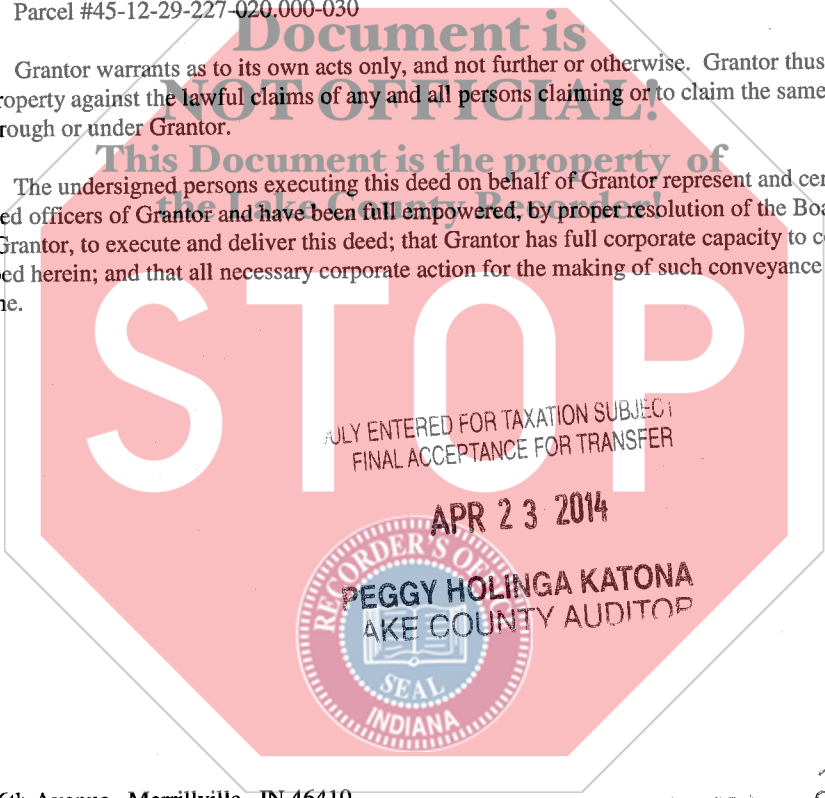 Parcel #45-12-29-227-020.000-030
Document is
Grantor warrants as to its own acts only, and not further or otherwise. Grantor thus
roperty against the lawful claims of any and all persons claiming or to claim the same
NOT OFFICIAL!
rough or under Grantor.
This Document is the property of
The undersigned persons executing this deed on behalf of Grantor represent and cer
the Lake County Recorder!
ed officers of Grantor and have been full empowered, by proper resolution of the Boa
Grantor, to execute and deliver this deed; that Grantor has full corporate capacity to c
ed herein; and that all necessary corporate action for the making of such conveyance
ne.
STOP
ULY ENTERED FOR TAXATION SUBJECT
FINAL ACCEPTANCE FOR TRANSFER
APR 23 2014
RECORDER'S OF
PEGGY HOLINGA KATONA
AKE COUNTY AUDITOR
SEAL
INDIANA
6th Avenue, Merrillville, IN 46410